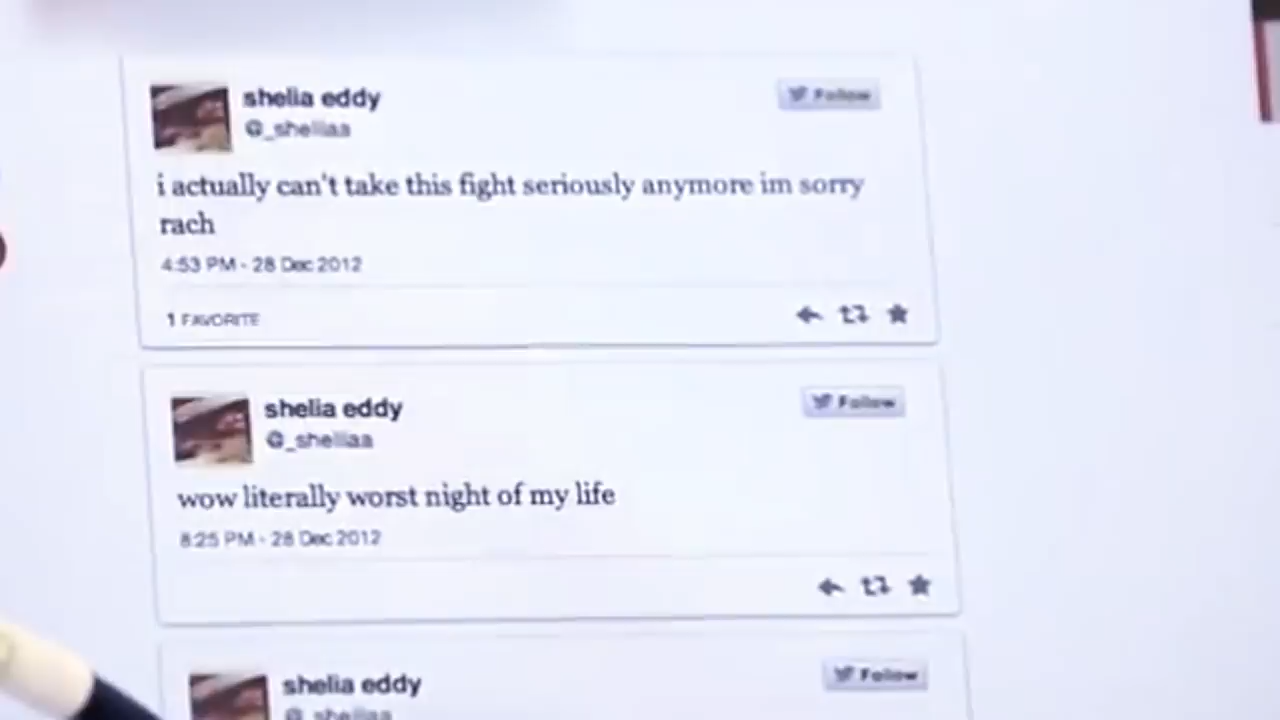 shelia eddy
Follow
@_sheliaa
i actually can't take this fight seriously anymore im sorry
rach
4:53 PM - 28 Dec 2012
1 FAVORITE
shelia eddy
Follow
@_sheliaa
wow literally worst night of my life
8:25 PM - 28 Dec 2012
shelia eddy
Follow
@_sheliaa